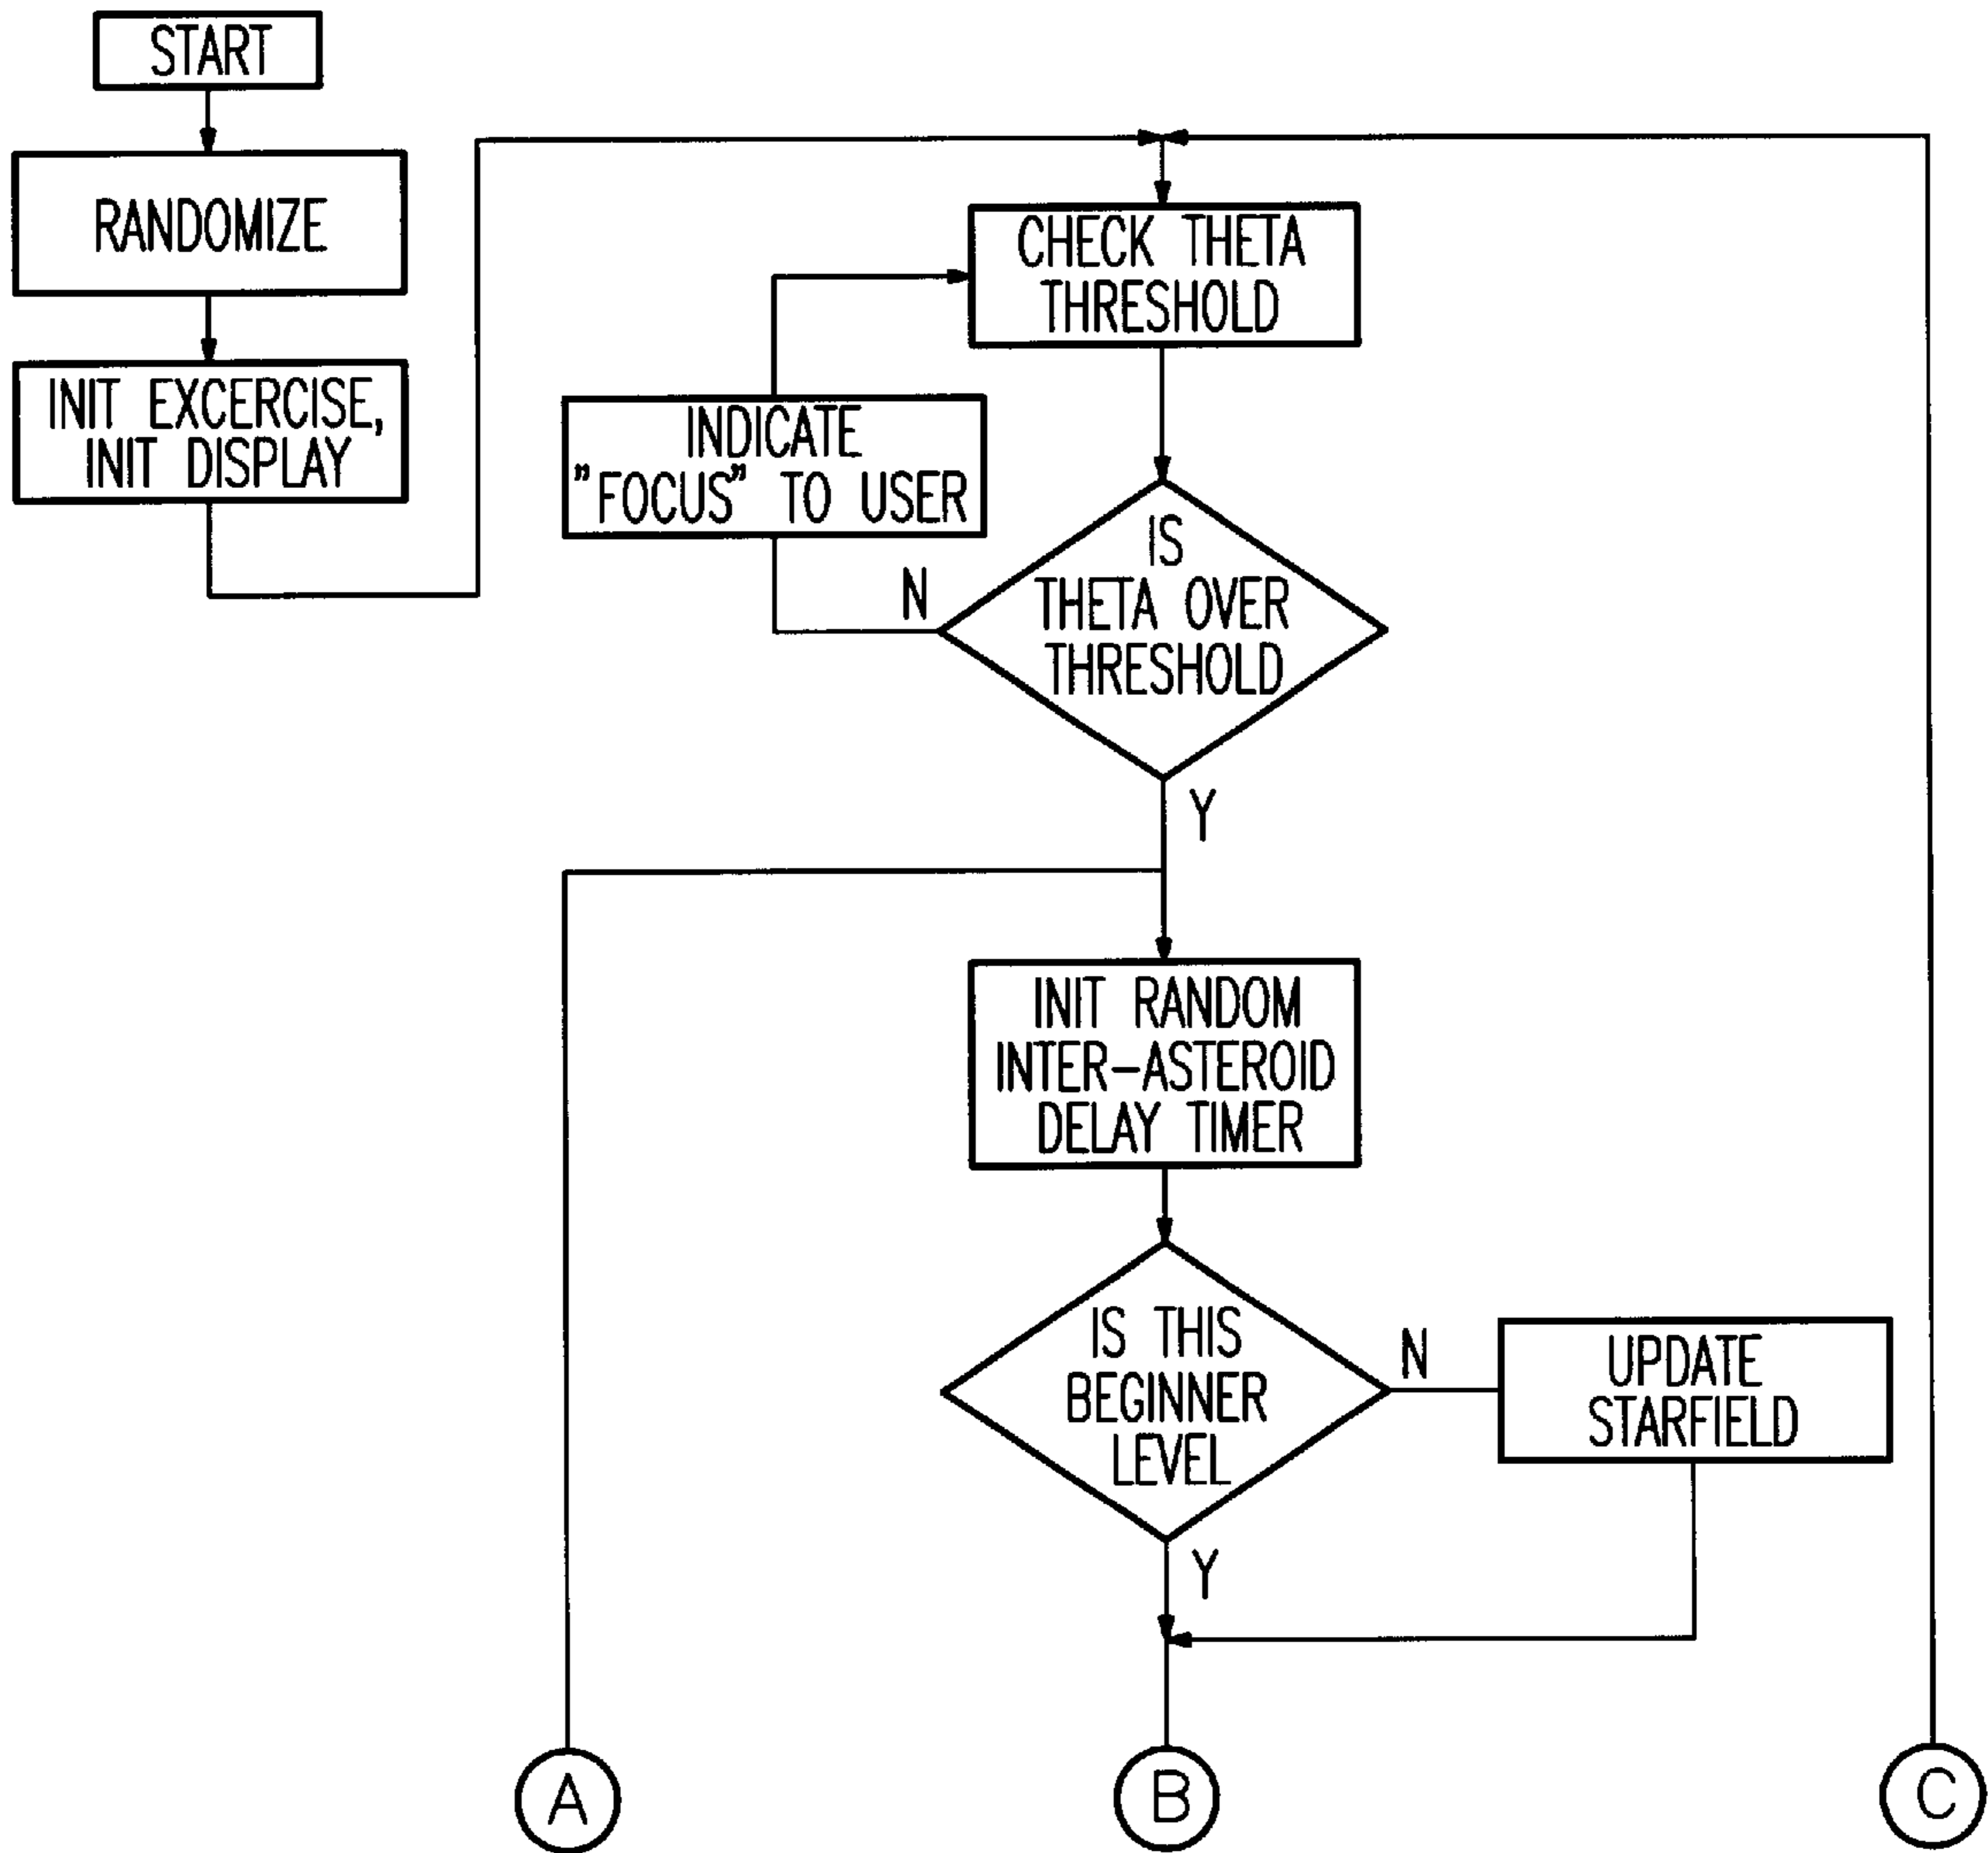 START
RANDOMIZE
INIT EXCERCISE,
INIT DISPLAY
CHECK THETA
THRESHOLD
INDICATE
"FOCUS" TO USER
IS
THETA OVER
THRESHOLD
N
Y
INIT RANDOM
INTER-ASTEROID
DELAY TIMER
IS THIS
BEGINNER
LEVEL
N
UPDATE
STARFIELD
Y
A
B
C